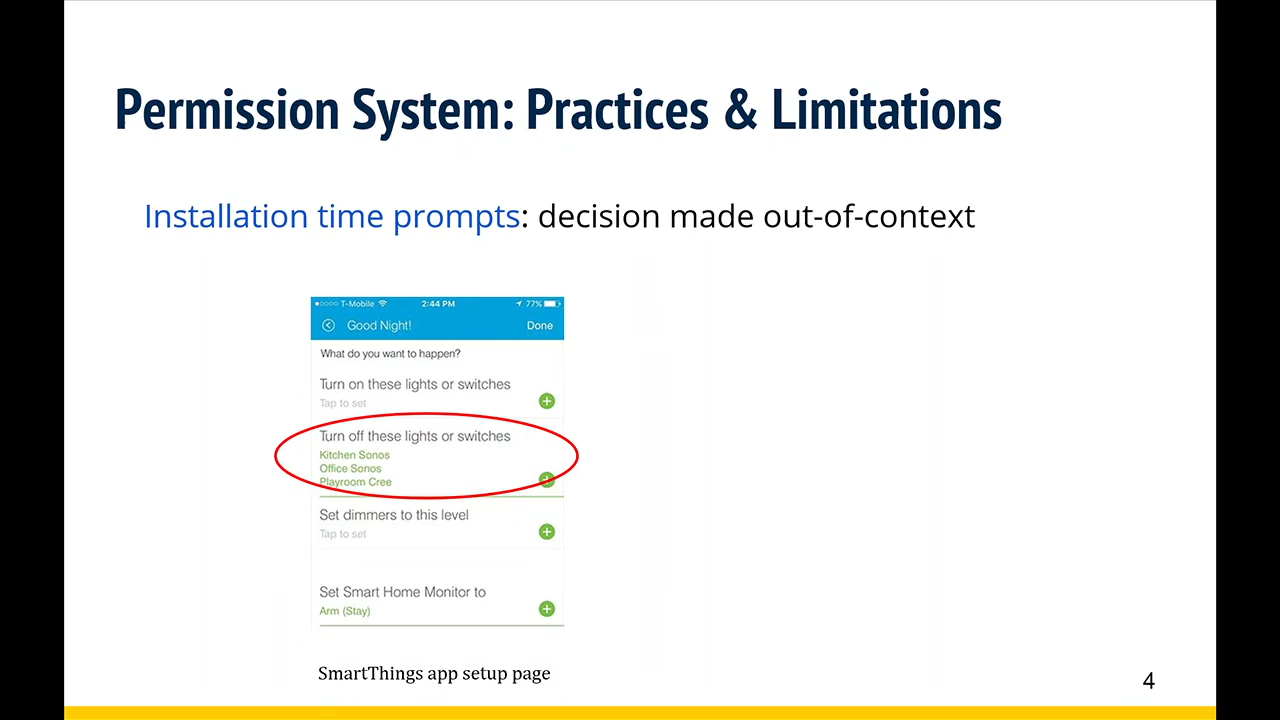 Permission System: Practices & Limitations
Installation time prompts: decision made out-of-context
T-Mobile 2:44 PM 77%
Good Night! Done
What do you want to happen?
Turn on these lights or switches
Tap to set
Turn off these lights or switches
Kitchen Sonos
Office Sonos
Playroom Cree
Set dimmers to this level
Tap to set
Set Smart Home Monitor to
Arm (Stay)
SmartThings app setup page
4